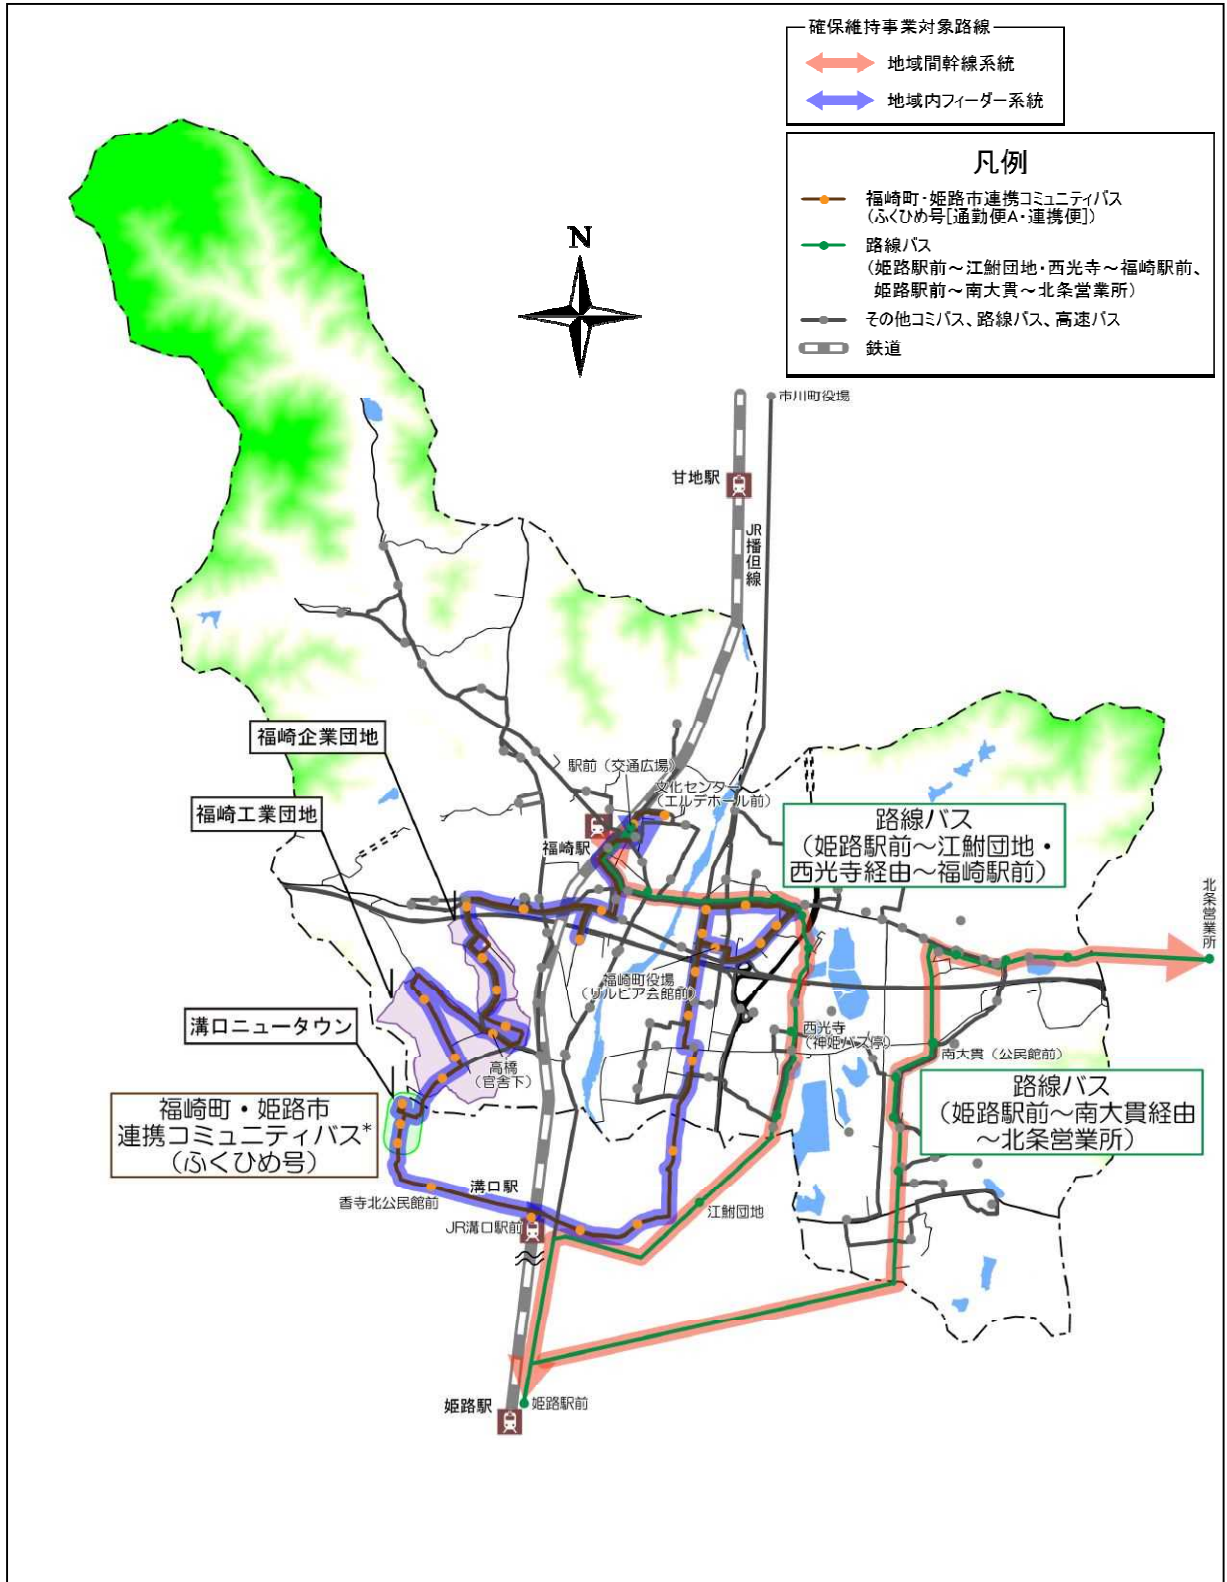 確保維持事業対象路線
地域間幹線系統
地域内フィーダー系統
凡例
福崎町・姫路市連携コミュニティバス
(ふくひめ号[通勤便A・連携便])
路線バス
(姫路駅前～江鮒団地・西光寺～福崎駅前、
姫路駅前～南大貫～北条営業所)
その他コミバス、路線バス、高速バス
鉄道
N
市川町役場
甘地駅
JR播但線
福崎企業団地
駅前（交通広場）
文化センター
（エルデホール前）
福崎工業団地
福崎駅
路線バス
（姫路駅前～江鮒団地・
西光寺経由～福崎駅前）
北条営業所
福崎町役場
（サルビア会館前）
溝口ニュータウン
西光寺
（神姫バス停）
高橋
（官舎下）
南大貫（公民館前）
路線バス
（姫路駅前～南大貫経由
～北条営業所）
福崎町・姫路市
連携コミュニティバス*
（ふくひめ号）
溝口駅
香寺北公民館前
江鮒団地
JR溝口駅前
姫路駅
姫路駅前